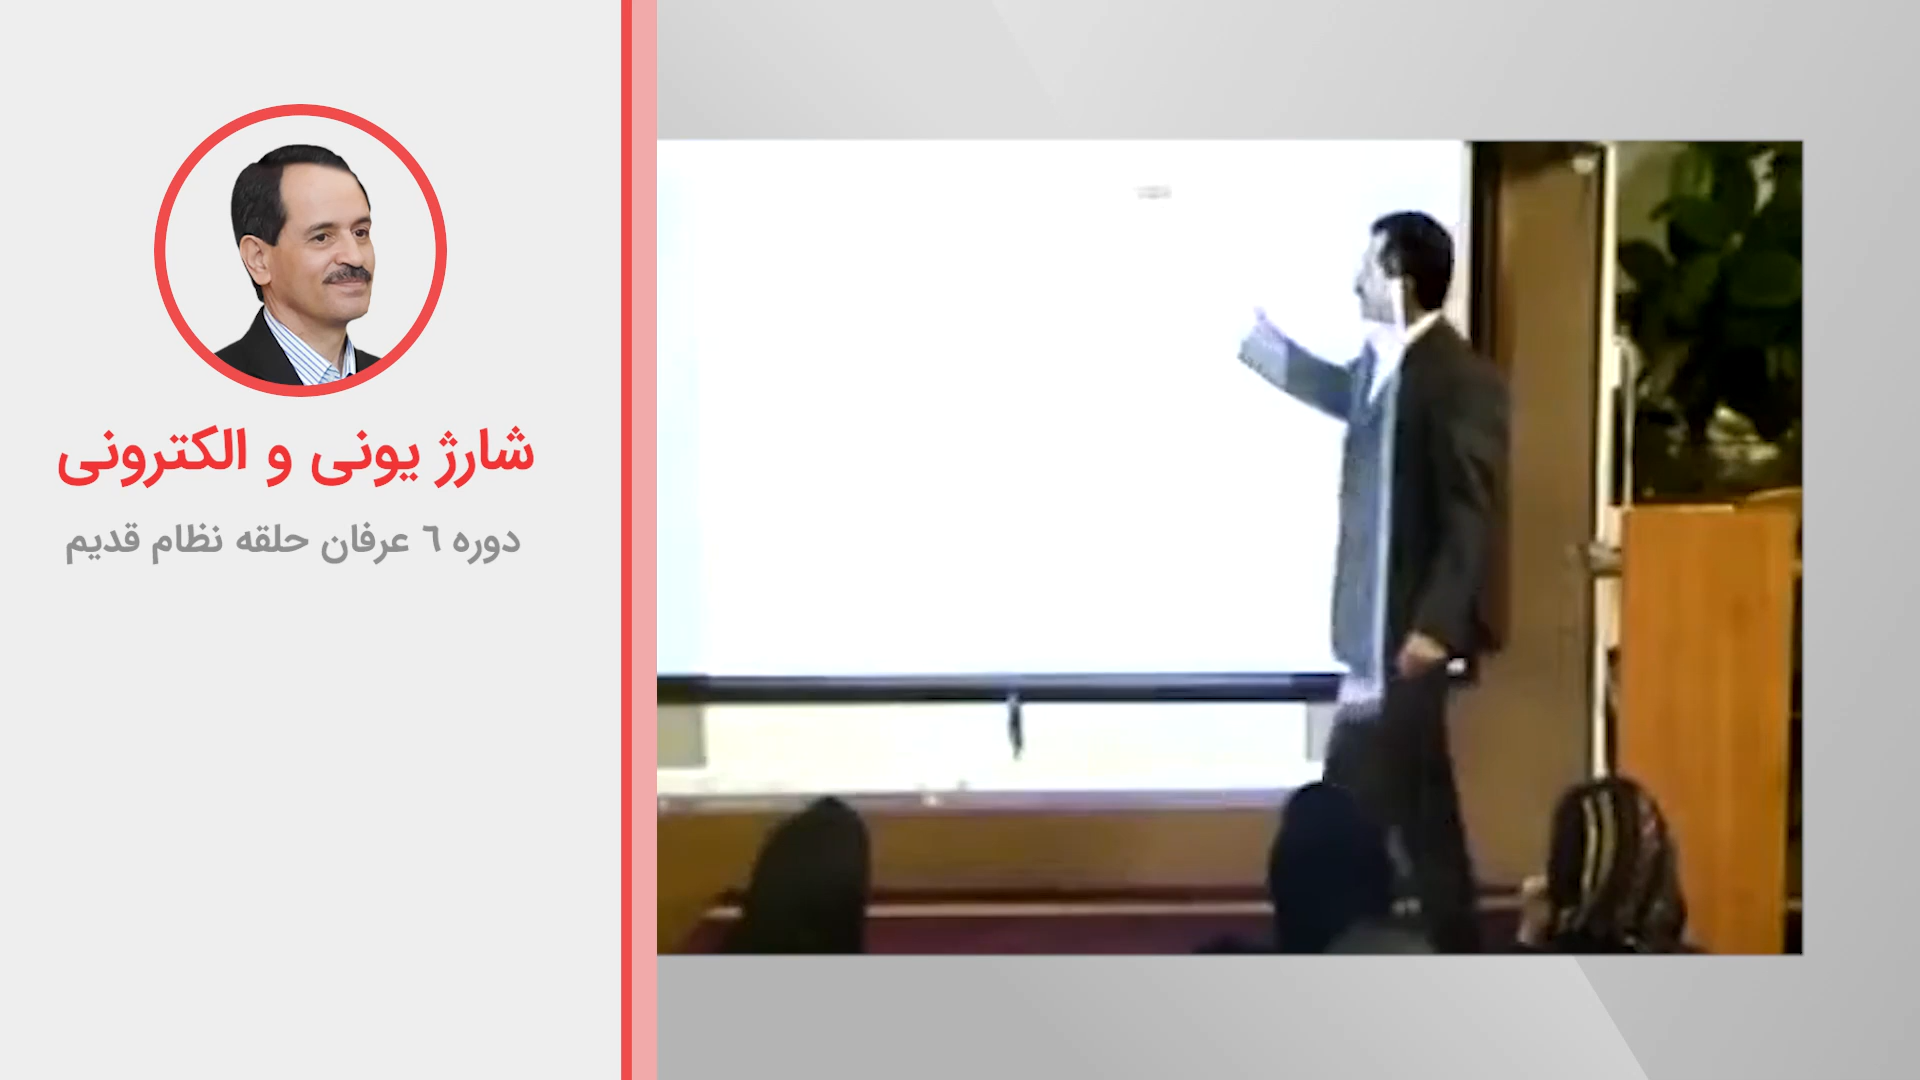 شارژ یونی و الکترونی
دوره ٦ عرفان حلقه نظام قدیم